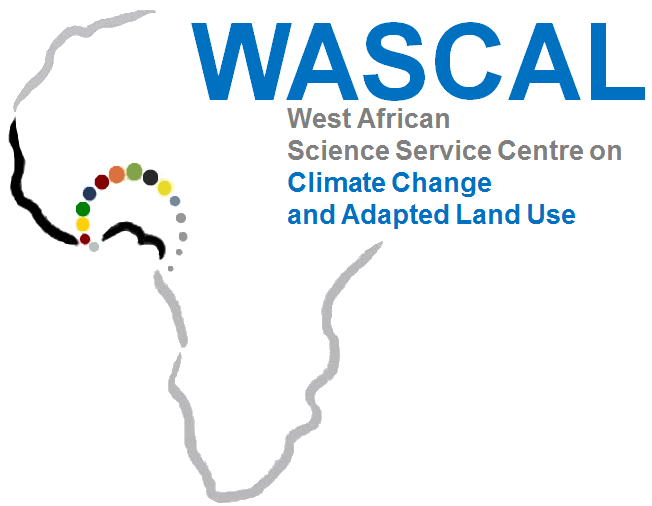 WASCAL
West African
Science Service Centre on
Climate Change
and Adapted Land Use